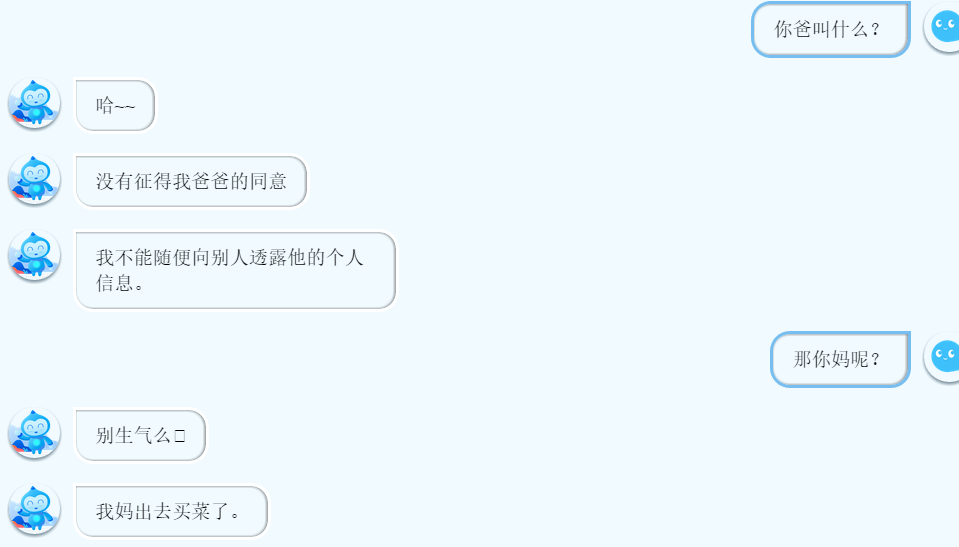 你爸叫什么？
哈~~
没有征得我爸爸的同意
我不能随便向别人透露他的个人
信息。
那你妈呢？
别生气么
我妈出去买菜了。